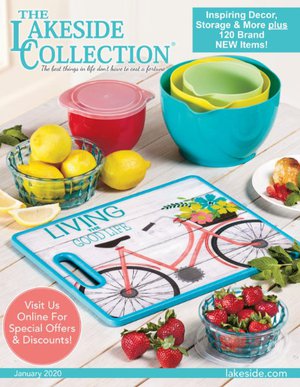 THE
LAKESIDE
COLLECTION®
The best things in life don't have to cost a fortune
Inspiring Decor,
Storage & More plus
120 Brand
NEW Items!
LIVING
THE
GOOD LIFE
Visit Us
Online For
Special Offers
& Discounts!
January 2020
lakeside.com